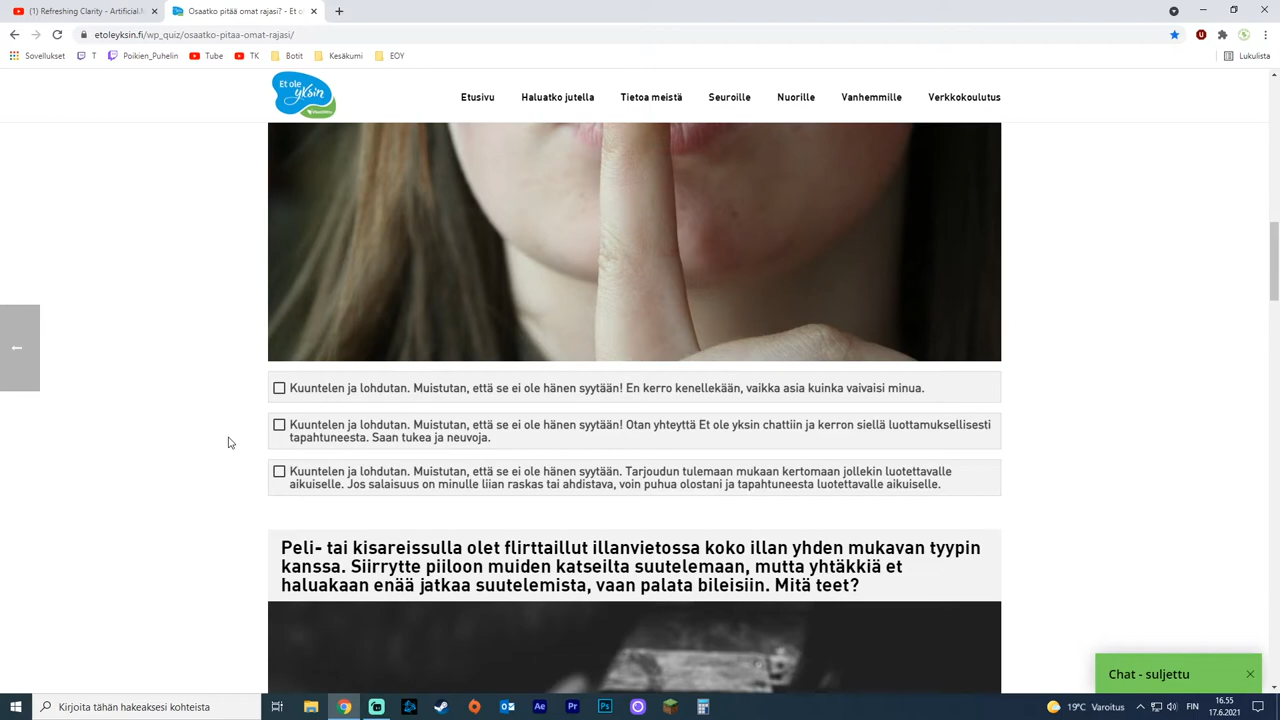 (1) Refreshing Clarity - Artificial.M
Osaatko pitää omat rajasi? - Et ol
etoleyksin.fi/wp_quiz/osaatko-pitaa-omat-rajasi/
Sovellukset T Poikien_Puhelin Tube TK Botit Kesäkumi EOY Lukulista
Et ole
yksin
Etusivu Haluatko jutella Tietoa meistä Seuroille Nuorille Vanhemmille Verkkokoulutus
Kuuntelen ja lohdutan. Muistutan, että se ei ole hänen syytään! En kerro kenellekään, vaikka asia kuinka vaivaisi minua.
Kuuntelen ja lohdutan. Muistutan, että se ei ole hänen syytään! Otan yhteyttä Et ole yksin chattiin ja kerron siellä luottamuksellisesti
tapahtuneesta. Saan tukea ja neuvoja.
Kuuntelen ja lohdutan. Muistutan, että se ei ole hänen syytään. Tarjoudun tulemaan mukaan kertomaan jollekin luotettavalle
aikuiselle. Jos salaisuus on minulle liian raskas tai ahdistava, voin puhua olostani ja tapahtuneesta luotettavalle aikuiselle.
Peli- tai kisareissulla olet flirttaillut illanvietossa koko illan yhden mukavan tyypin
kanssa. Siirrytte piiloon muiden katseilta suutelemaan, mutta yhtäkkiä et
haluakaan enää jatkaa suutelemista, vaan palata bileisiin. Mitä teet?
Chat - suljettu
Kirjoita tähän hakeaksesi kohteista
Ae Pr Ps
19°C Varoitus
FIN
16.55
17.6.2021